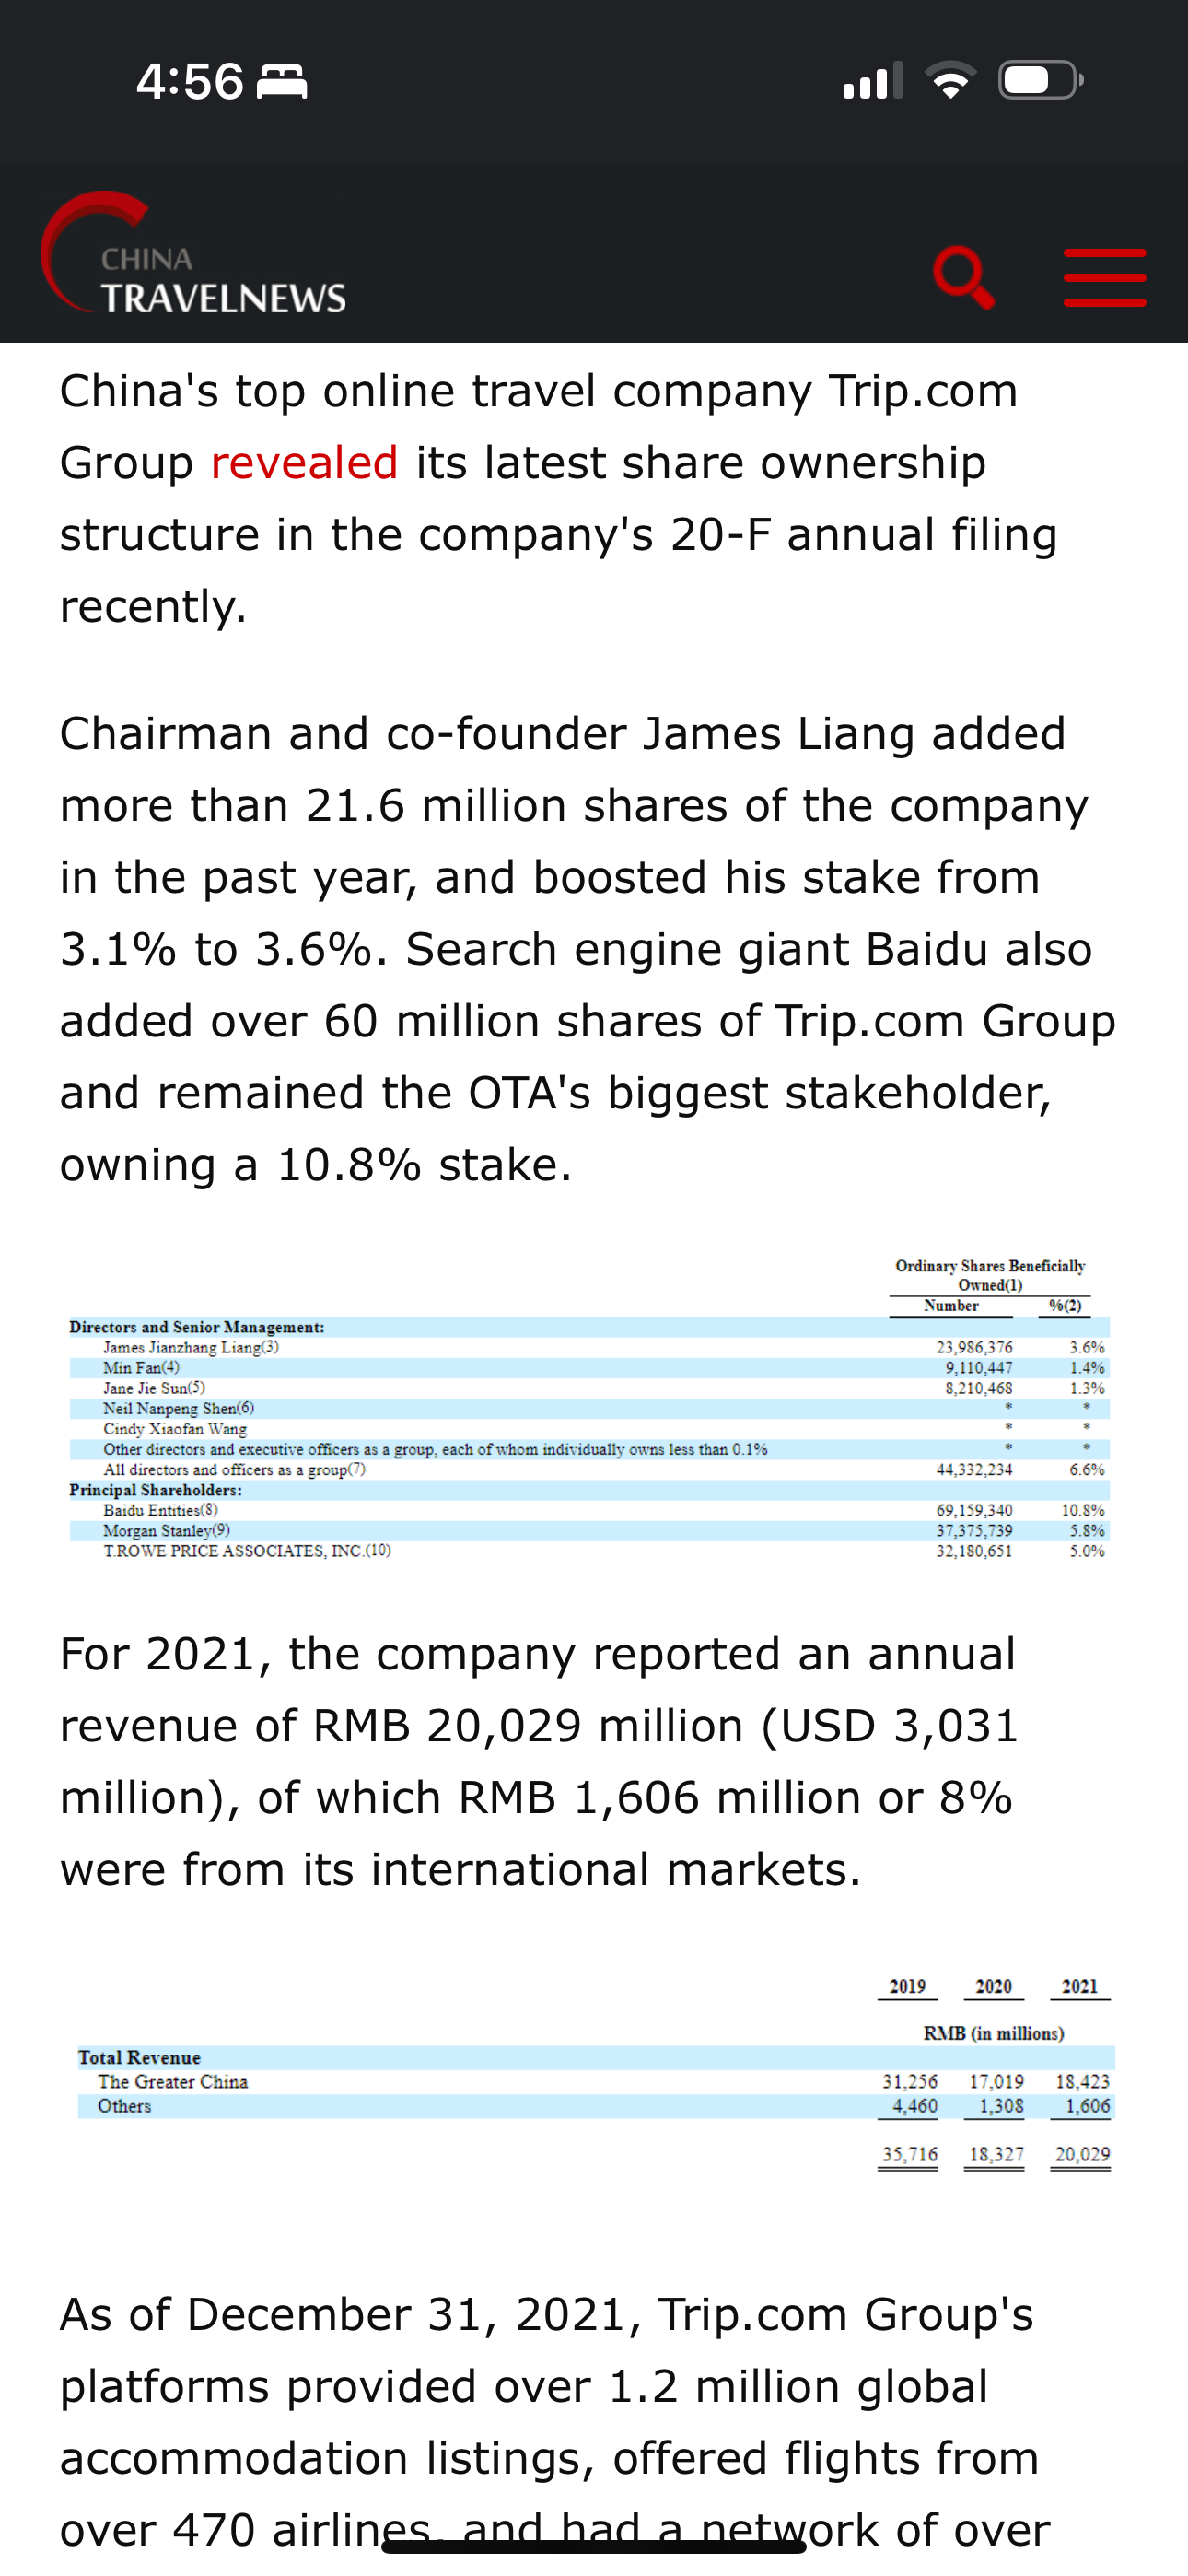 4:56
CHINA
TRAVELNEWS
China's top online travel company Trip.com
Group revealed its latest share ownership
structure in the company's 20-F annual filing
recently.
Chairman and co-founder James Liang added
more than 21.6 million shares of the company
in the past year, and boosted his stake from
3.1% to 3.6%. Search engine giant Baidu also
added over 60 million shares of Trip.com Group
and remained the OTA's biggest stakeholder,
owning a 10.8% stake.
Ordinary Shares Beneficially
Owned(1)
Number %(2)
Directors and Senior Management:
James Jianzhang Liang(3) 23,986,376 3.6%
Min Fan(4) 9,110,447 1.4%
Jane Jie Sun(5) 8,210,468 1.3%
Neil Nanpeng Shen(6) * *
Cindy Xiaofan Wang * *
Other directors and executive officers as a group, each of whom individually owns less than 0.1% * *
All directors and officers as a group(7) 44,332,234 6.6%
Principal Shareholders:
Baidu Entities(8) 69,159,340 10.8%
Morgan Stanley(9) 37,375,739 5.8%
T.ROWE PRICE ASSOCIATES, INC.(10) 32,180,651 5.0%
For 2021, the company reported an annual
revenue of RMB 20,029 million (USD 3,031
million), of which RMB 1,606 million or 8%
were from its international markets.
2019 2020 2021
RMB (in millions)
Total Revenue
The Greater China 31,256 17,019 18,423
Others 4,460 1,308 1,606
35,716 18,327 20,029
As of December 31, 2021, Trip.com Group's
platforms provided over 1.2 million global
accommodation listings, offered flights from
over 470 airlines, and had a network of over